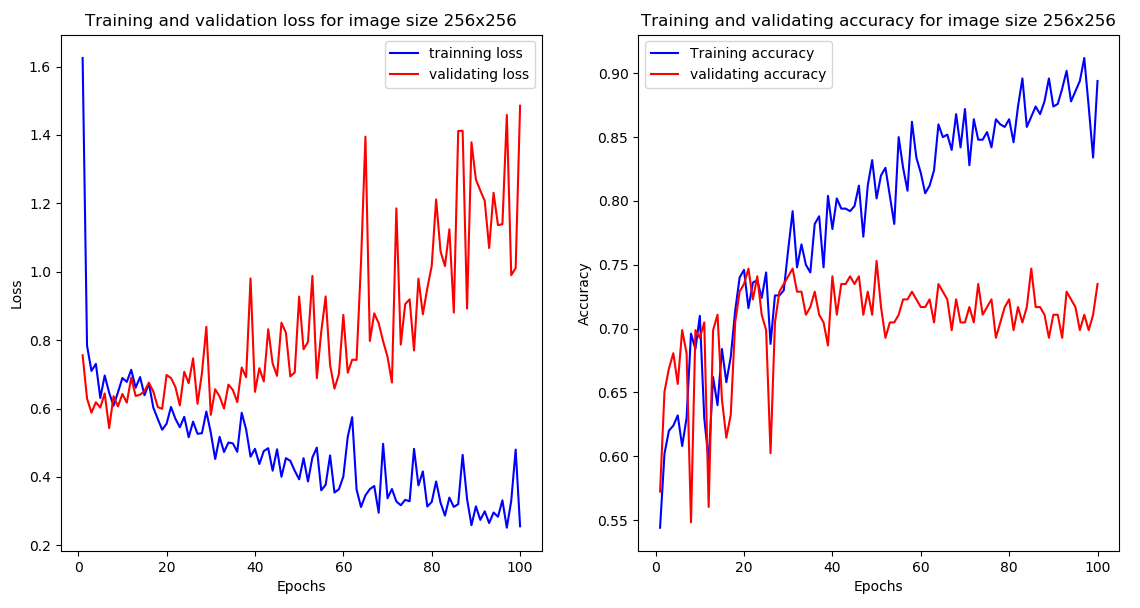 Training and validation loss for image size 256x256
trainning loss
validating loss
1.6
1.4
1.2
1.0
0.8
0.6
0.4
0.2
Loss
0 20 40 60 80 100
Epochs
Training and validating accuracy for image size 256x256
Training accuracy
validating accuracy
0.90
0.85
0.80
0.75
0.70
0.65
0.60
0.55
Accuracy
0 20 40 60 80 100
Epochs